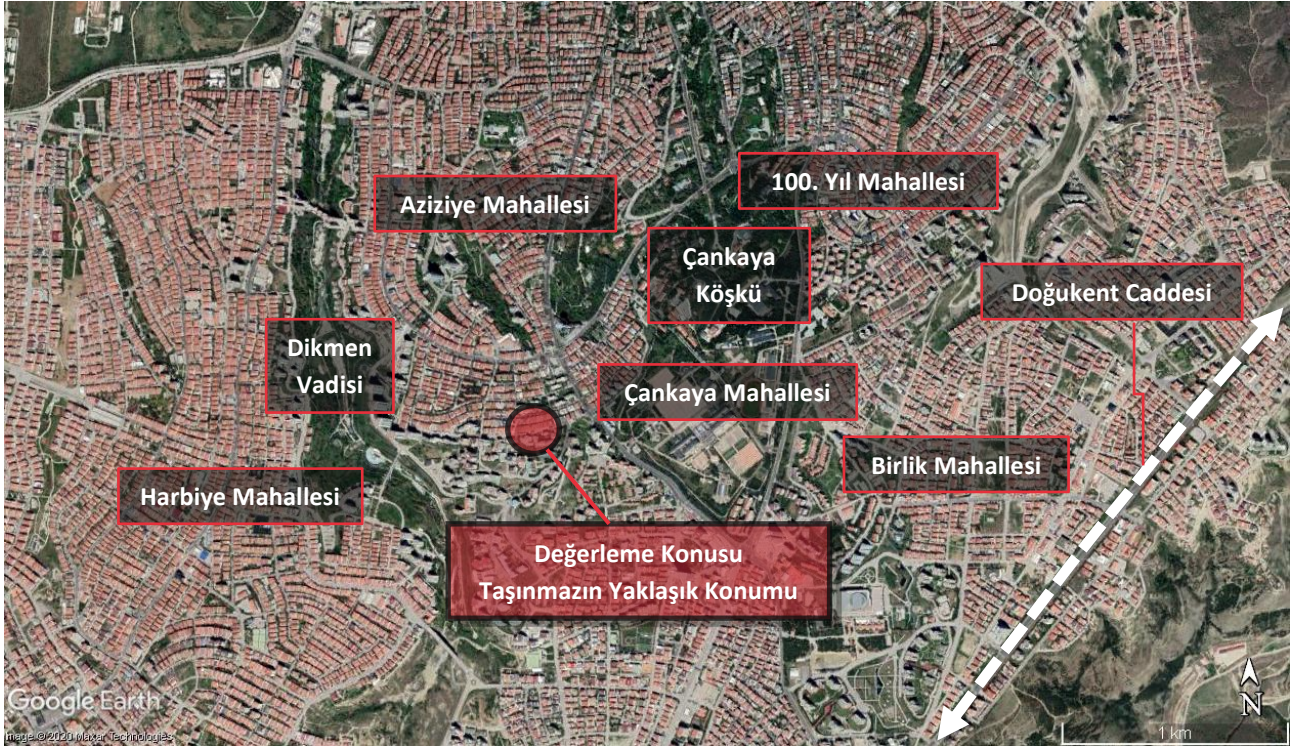 100. Yıl Mahallesi
Aziziye Mahallesi
Çankaya
Köşkü
Doğukent Caddesi
Dikmen
Vadisi
Çankaya Mahallesi
Birlik Mahallesi
Harbiye Mahallesi
Değerleme Konusu
Taşınmazın Yaklaşık Konumu
Google Earth
N
Image © 2020 Maxar Technologies
1 km